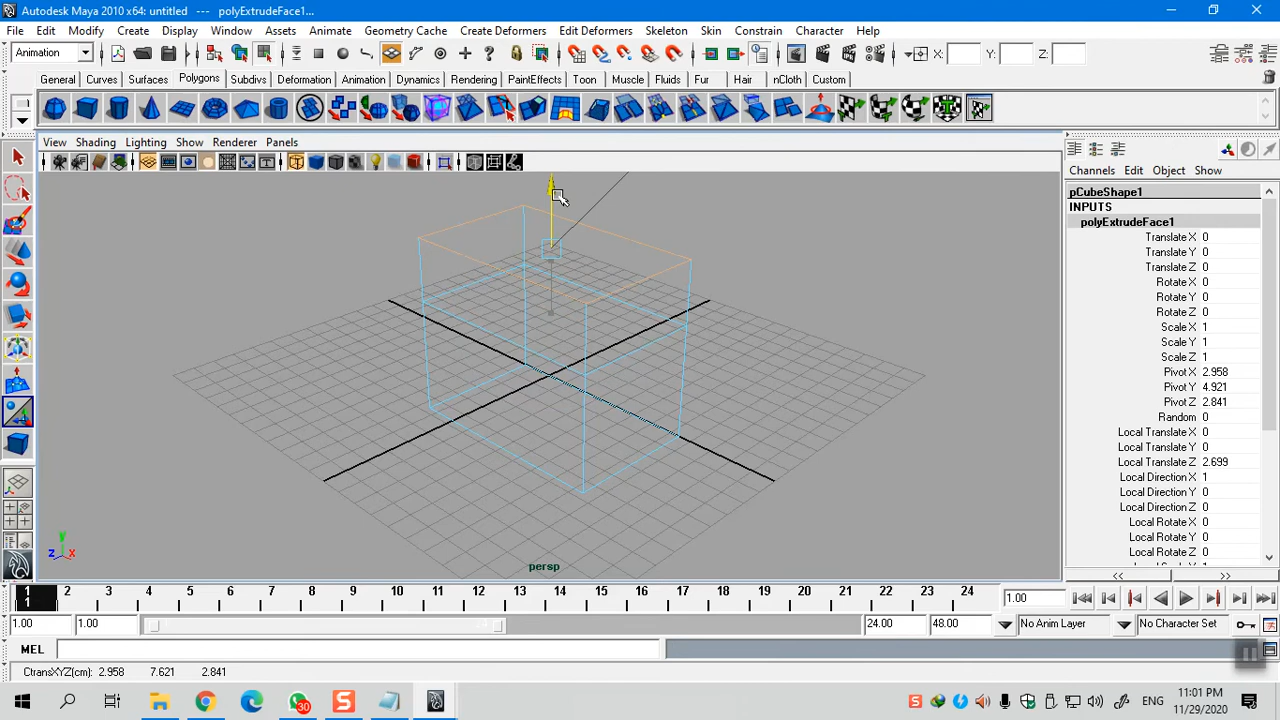 Autodesk Maya 2010 x64: untitled --- polyExtrudeFace1...
File Edit Modify Create Display Window Assets Animate Geometry Cache Create Deformers Edit Deformers Skeleton Skin Constrain Character Help
Animation X: Y: Z:
General Curves Surfaces Polygons Subdivs Deformation Animation Dynamics Rendering PaintEffects Toon Muscle Fluids Fur Hair nCloth Custom
View Shading Lighting Show Renderer Panels
Channels Edit Object Show
pCubeShape1
INPUTS
polyExtrudeFace1
Translate X 0
Translate Y 0
Translate Z 0
Rotate X 0
Rotate Y 0
Rotate Z 0
Scale X 1
Scale Y 1
Scale Z 1
Pivot X 2.958
Pivot Y 4.921
Pivot Z 2.841
Random 0
Local Translate X 0
Local Translate Y 0
Local Translate Z 2.699
Local Direction X 1
Local Direction Y 0
Local Direction Z 0
Local Rotate X 0
Local Rotate Y 0
Local Rotate Z 0
y
z x
persp
<< >>
1 2 3 4 5 6 7 8 9 10 11 12 13 14 15 16 17 18 19 20 21 22 23 24
1 1.00
1.00 1.00 24.00 48.00 No Anim Layer No Character Set
MEL
CtransXYZ(cm): 2.958 7.621 2.841
30 S S ENG 11:01 PM
11/29/2020